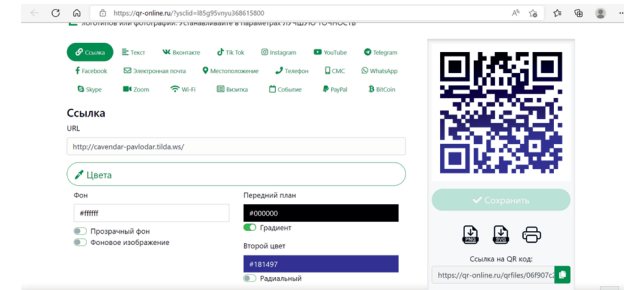 https://qr-online.ru/?ysclid=l85g95vnyu368615800
логотипов или фотографий. Устанавливайте в параметрах ЛУЧШУЮ ТОЧНОСТЬ
Ссылка Текст Вконтакте Tik Tok Instagram YouTube Telegram
Facebook Электронная почта Местоположение Телефон СМС WhatsApp
Skype Zoom Wi-Fi Визитка Событие PayPal BitCoin
Ссылка
URL
http://cavendar-pavlodar.tilda.ws/
Цвета
Фон
#ffffff
Прозрачный фон
Фоновое изображение
Передний план
#000000
Градиент
Второй цвет
#181497
Радиальный
Сохранить
PNG SVG
Ссылка на QR код:
https://qr-online.ru/qrfiles/06f907c2